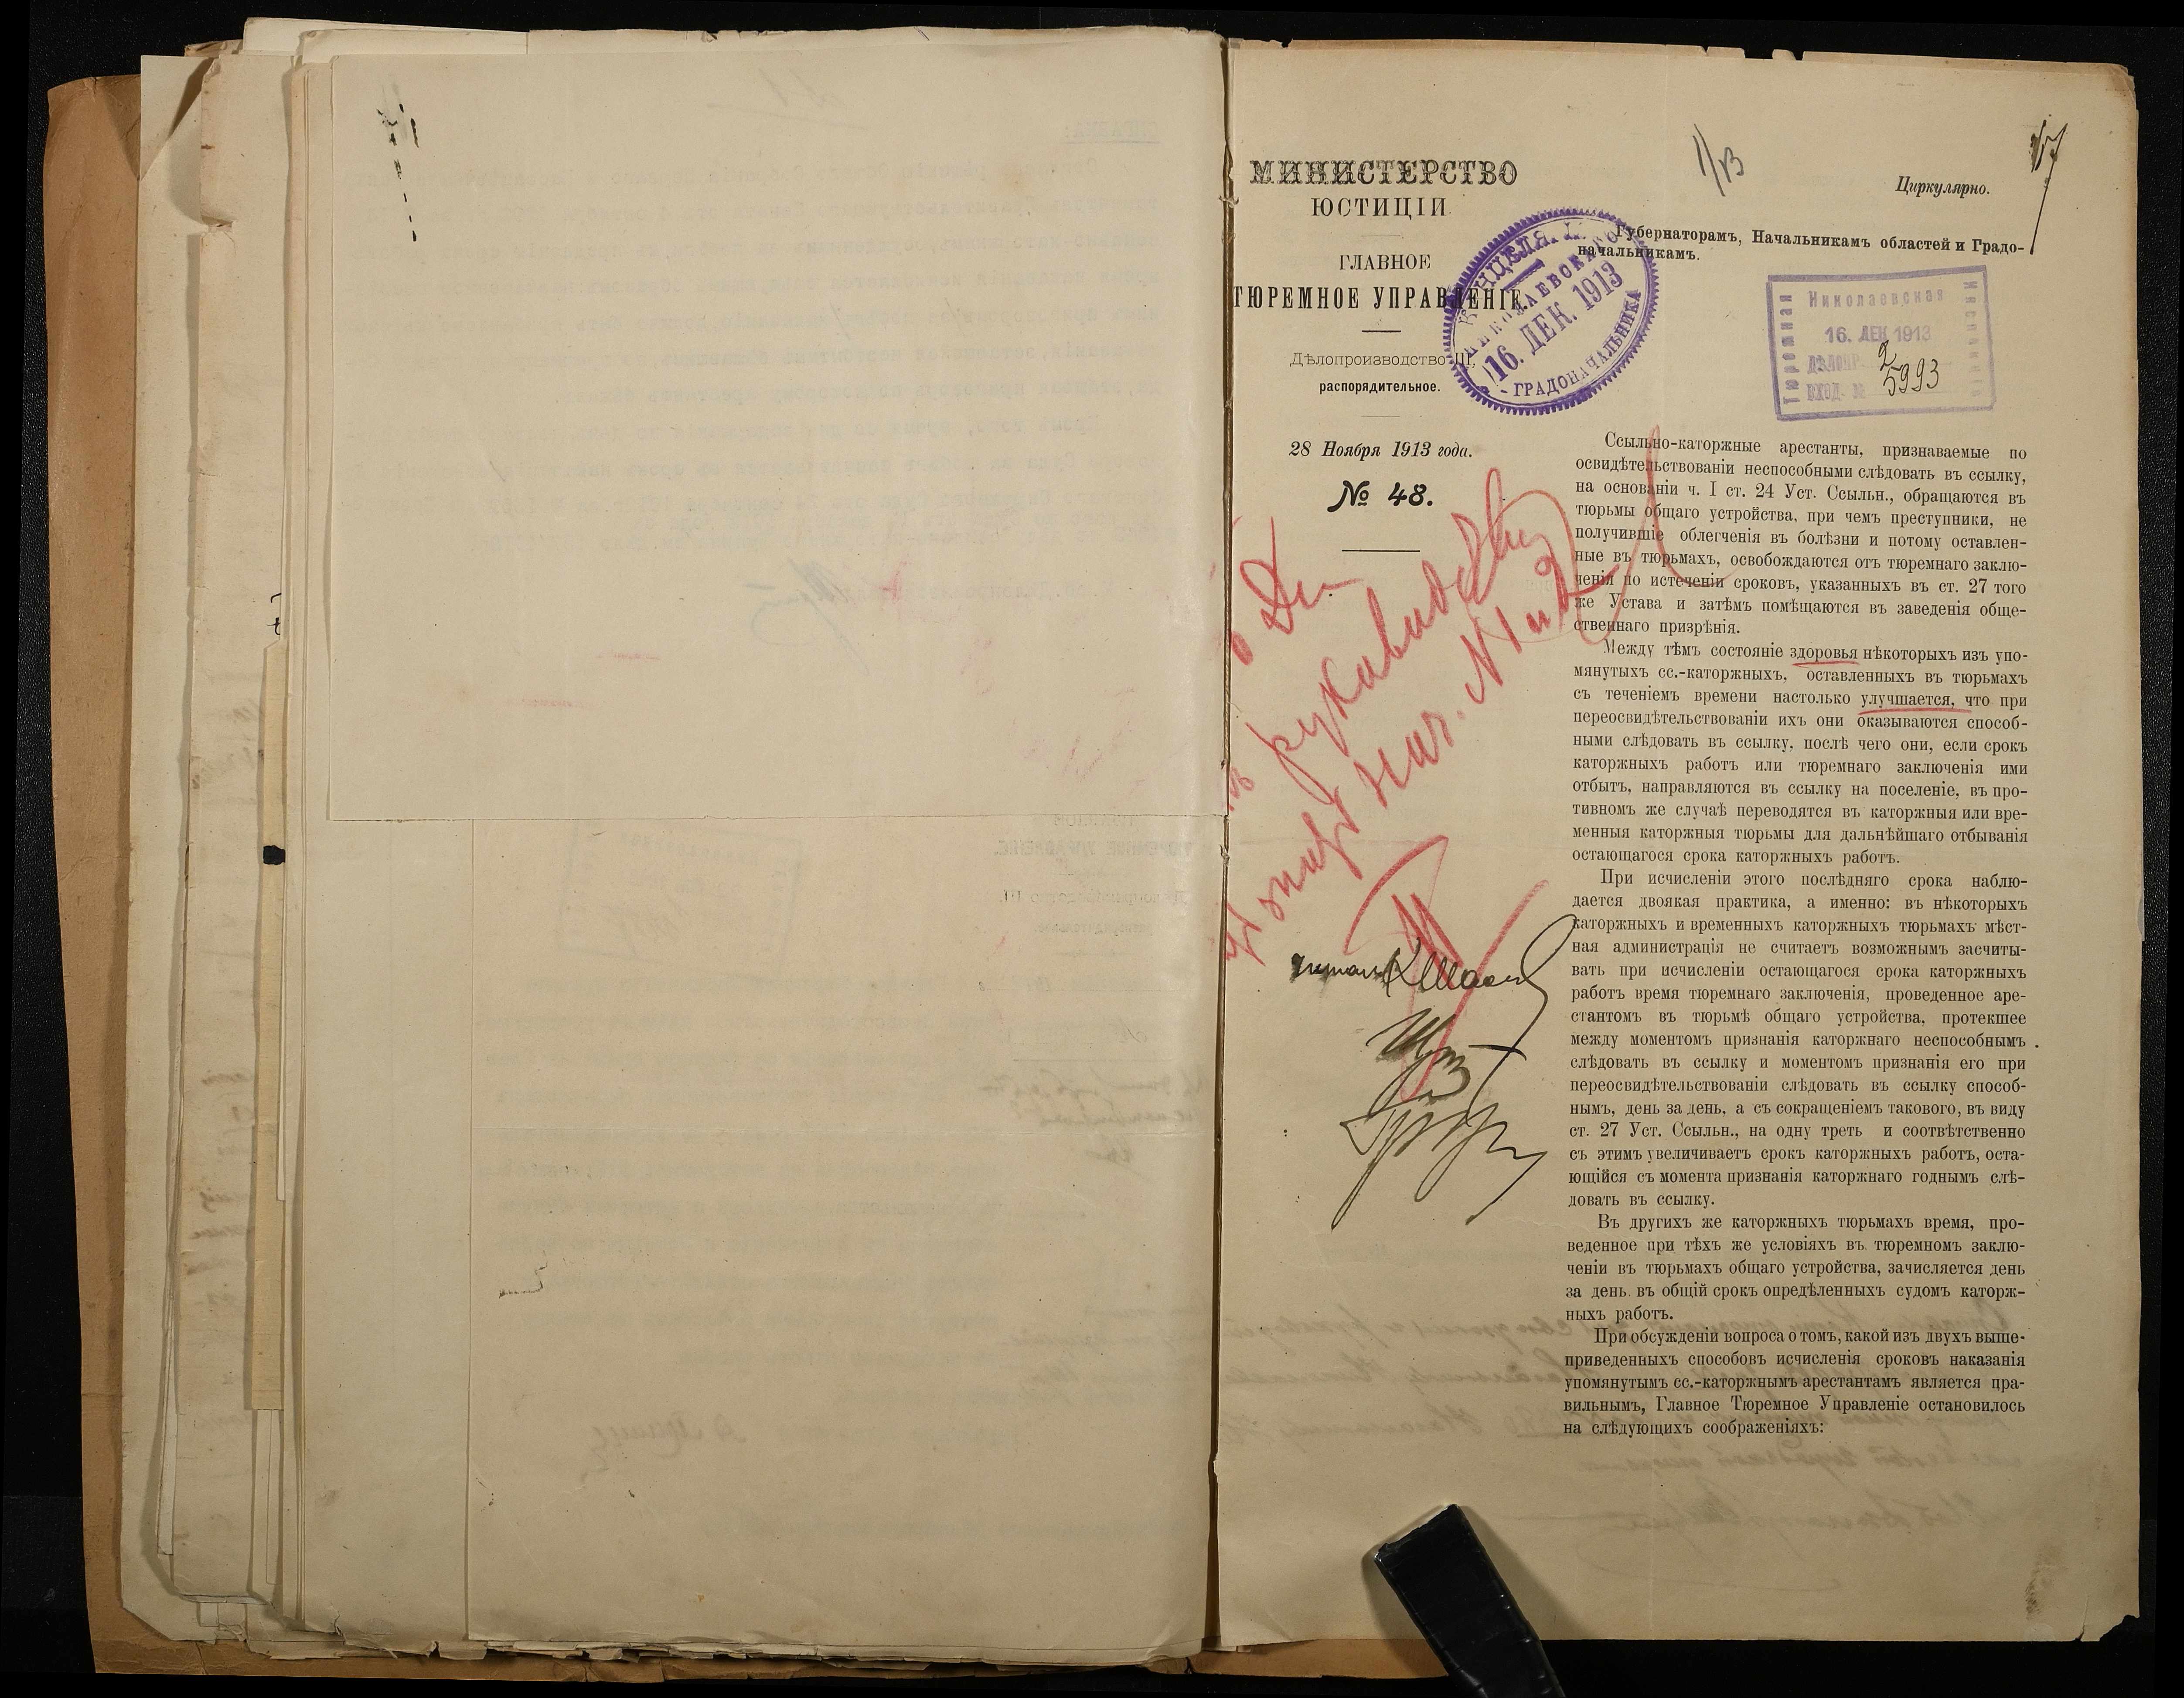 МИНИСТЕРСТВО
ЮСТИЦІИ
ГЛАВНОЕ
ТЮРЕМНОЕ УПРАВЛЕНІЕ.
Дѣлопроизводство III,
распорядительное.
28 Ноября 1913 года.
№ 48.
Циркулярно.
Губернаторамъ, Начальникамъ областей и Градо-
начальникамъ.
НИКОЛАЕВСКОГО
16. ДЕК. 1913
ГРАДОНАЧАЛЬНИКА
Николаевская
Тюремная
Инспекція
16. ДЕК 1913
ДѢЛОПР. 2
ВХОД. № 5993
Ссыльно-каторжные арестанты, признаваемые по
освидѣтельствованіи неспособными слѣдовать въ ссылку,
на основаніи ч. I ст. 24 Уст. Ссыльн., обращаются въ
тюрьмы общаго устройства, при чемъ преступники, не
получившіе облегченія въ болѣзни и потому оставлен-
ные въ тюрьмахъ, освобождаются отъ тюремнаго заклю-
ченія по истеченіи сроковъ, указанныхъ въ ст. 27 того
же Устава и затѣмъ помѣщаются въ заведенія обще-
ственнаго призрѣнія.
Между тѣмъ состояніе здоровья нѣкоторыхъ изъ упо-
мянутыхъ сс.-каторжныхъ, оставленныхъ въ тюрьмахъ
съ теченіемъ времени настолько улучшается, что при
переосвидѣтельствованіи ихъ они оказываются способ-
ными слѣдовать въ ссылку, послѣ чего они, если срокъ
каторжныхъ работъ или тюремнаго заключенія ими
отбытъ, направляются въ ссылку на поселеніе, въ про-
тивномъ же случаѣ переводятся въ каторжныя или вре-
менныя каторжныя тюрьмы для дальнѣйшаго отбыванія
остающагося срока каторжныхъ работъ.
При исчисленіи этого послѣдняго срока наблю-
дается двоякая практика, а именно: въ нѣкоторыхъ
каторжныхъ и временныхъ каторжныхъ тюрьмахъ мѣст-
ная администрація не считаетъ возможнымъ засчиты-
вать при исчисленіи остающагося срока каторжныхъ
работъ время тюремнаго заключенія, проведенное аре-
стантомъ въ тюрьмѣ общаго устройства, протекшее
между моментомъ признанія каторжнаго неспособнымъ
слѣдовать въ ссылку и моментомъ признанія его при
переосвидѣтельствованіи слѣдовать въ ссылку способ-
нымъ, день за день, а съ сокращеніемъ такового, въ виду
ст. 27 Уст. Ссыльн., на одну треть и соотвѣтственно
съ этимъ увеличиваетъ срокъ каторжныхъ работъ, оста-
ющійся съ момента признанія каторжнаго годнымъ слѣ-
довать въ ссылку.
Въ другихъ же каторжныхъ тюрьмахъ время, про-
веденное при тѣхъ же условіяхъ въ тюремномъ заклю-
ченіи въ тюрьмахъ общаго устройства, зачисляется день
за день въ общій срокъ опредѣленныхъ судомъ каторж-
ныхъ работъ.
При обсужденіи вопроса о томъ, какой изъ двухъ выше-
приведенныхъ способовъ исчисленія сроковъ наказанія
упомянутымъ сс.-каторжнымъ арестантамъ является пра-
вильнымъ, Главное Тюремное Управленіе остановилось
на слѣдующихъ соображеніяхъ: